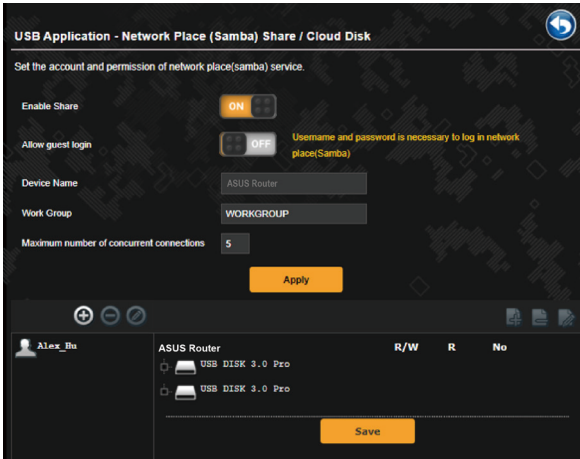 USB Application - Network Place (Samba) Share / Cloud Disk
Set the account and permission of network place(samba) service.
Enable Share
ON
Allow guest login
OFF
Username and password is necessary to log in network
place(Samba)
Device Name
ASUS Router
Work Group
WORKGROUP
Maximum number of concurrent connections
5
Apply
Alex_Hu
ASUS Router
R/W
R
No
USB DISK 3.0 Pro
USB DISK 3.0 Pro
Save